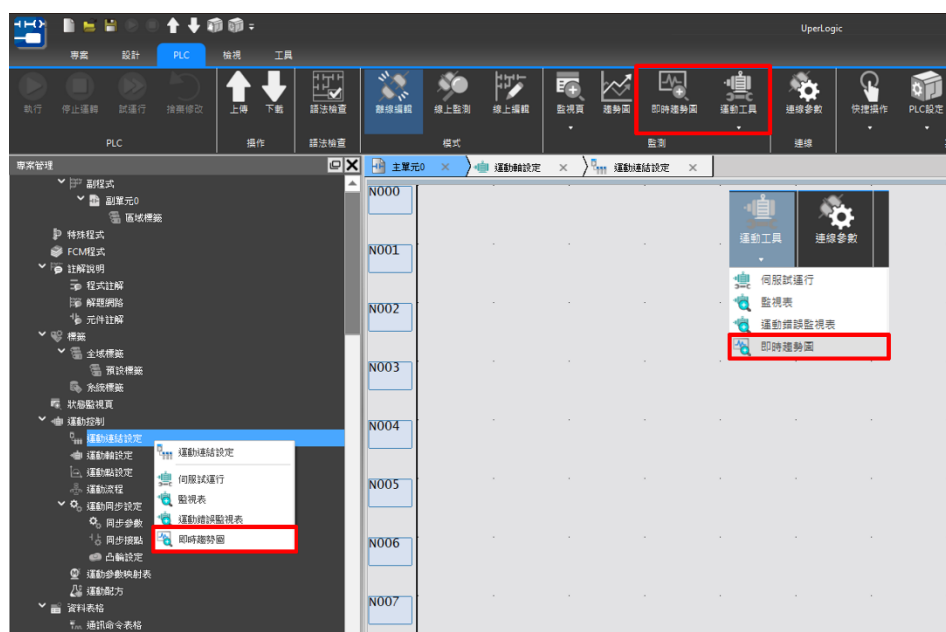 UperLogic
專案 設計 PLC 檢視 工具
執行 停止運轉 試運行 捨棄修改 上傳 下載 語法檢查 離線編輯 線上監測 線上編輯 監視頁 趨勢圖 即時趨勢圖 運動工具 連線參數 快捷操作 PLC設定
PLC 操作 語法檢查 模式 監測 連線
專案管理
主單元0 運動軸設定 運動連結設定
副程式
副單元0
區域標籤
特殊程式
FCM程式
註解說明
程式註解
解題網路
元件註解
標籤
全域標籤
預設標籤
系統標籤
狀態監視頁
運動控制
運動連結設定
運動軸設定
運動點設定
運動流程
運動同步設定
同步參數
同步接點
凸輪設定
運動參數映射表
運動配方
資料表格
通訊命令表格
運動連結設定
伺服試運行
監視表
運動錯誤監視表
即時趨勢圖
N000
N001
N002
N003
N004
N005
N006
N007
運動工具 連線參數
伺服試運行
監視表
運動錯誤監視表
即時趨勢圖